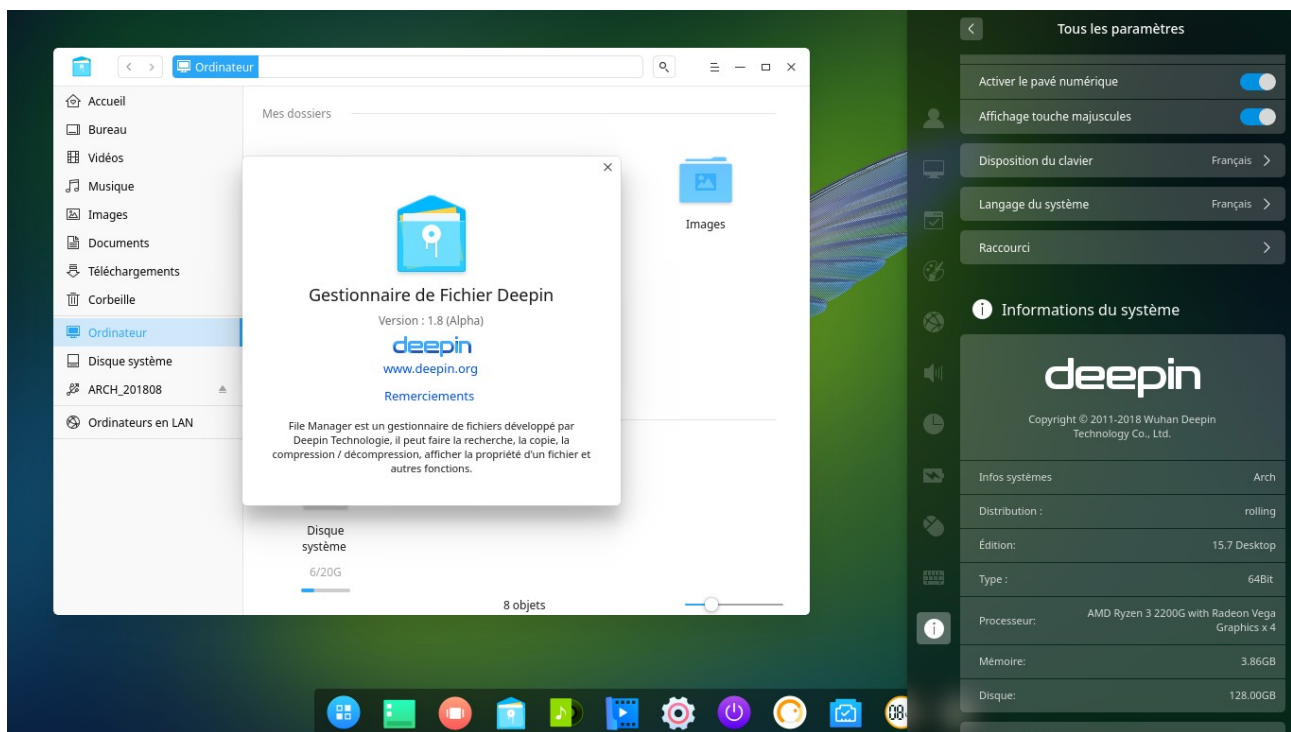 Ordinateur
Accueil
Bureau
Vidéos
Musique
Images
Documents
Téléchargements
Corbeille
Ordinateur
Disque système
ARCH_201808
Ordinateurs en LAN
Mes dossiers
Images
Gestionnaire de Fichier Deepin
Version : 1.8 (Alpha)
deepin
www.deepin.org
Remerciements
File Manager est un gestionnaire de fichiers développé par
Deepin Technologie, il peut faire la recherche, la copie, la
compression / décompression, afficher la propriété d'un fichier et
autres fonctions.
Disque
système
6/20G
8 objets
Tous les paramètres
Activer le pavé numérique
Affichage touche majuscules
Disposition du clavier Français
Langage du système Français
Raccourci
Informations du système
deepin
Copyright © 2011-2018 Wuhan Deepin
Technology Co., Ltd.
Infos systèmes Arch
Distribution : rolling
Édition: 15.7 Desktop
Type : 64Bit
Processeur: AMD Ryzen 3 2200G with Radeon Vega
Graphics x 4
Mémoire: 3.86GB
Disque: 128.00GB